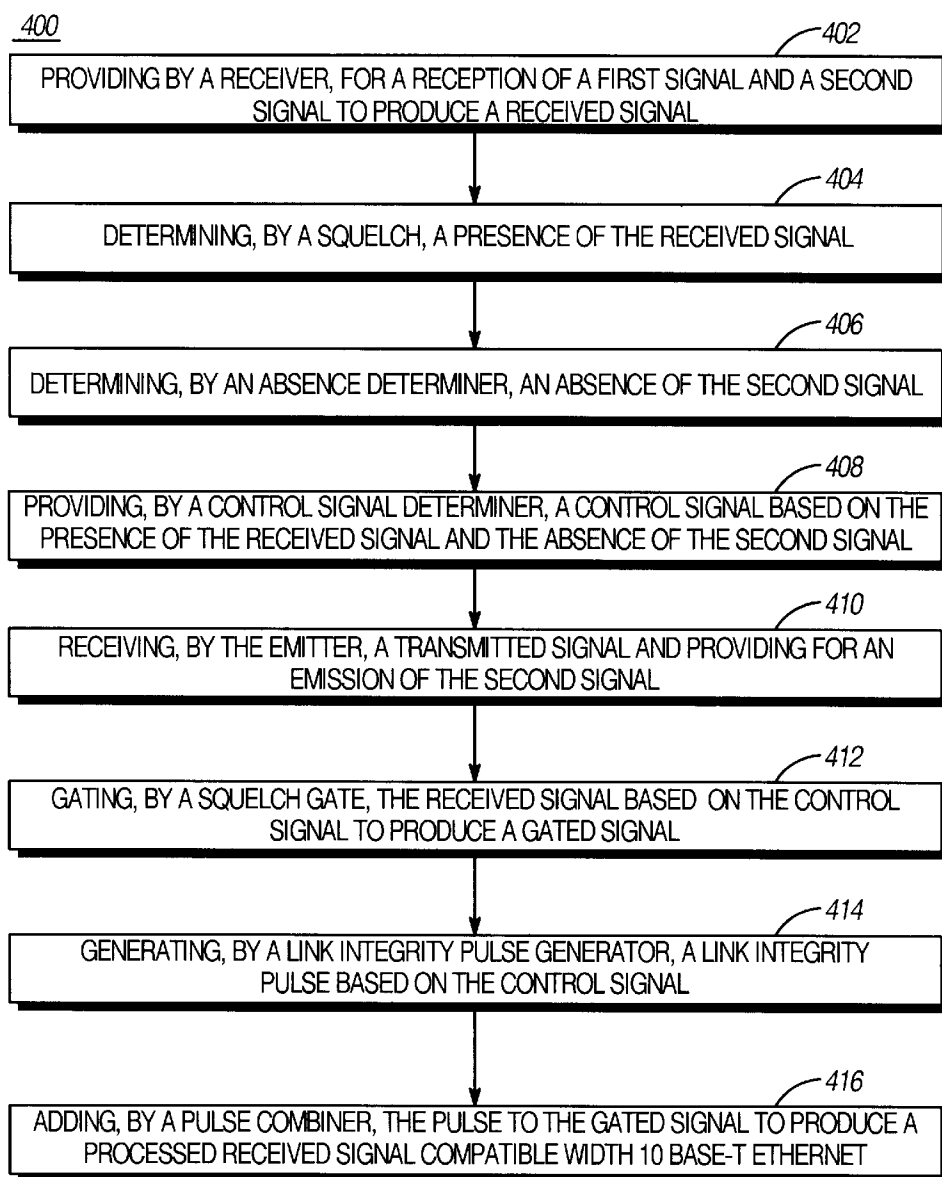 400
402
PROVIDING BY A RECEIVER, FOR A RECEPTION OF A FIRST SIGNAL AND A SECOND
SIGNAL TO PRODUCE A RECEIVED SIGNAL
404
DETERMINING, BY A SQUELCH, A PRESENCE OF THE RECEIVED SIGNAL
406
DETERMINING, BY AN ABSENCE DETERMINER, AN ABSENCE OF THE SECOND SIGNAL
408
PROVIDING, BY A CONTROL SIGNAL DETERMINER, A CONTROL SIGNAL BASED ON THE
PRESENCE OF THE RECEIVED SIGNAL AND THE ABSENCE OF THE SECOND SIGNAL
410
RECEIVING, BY THE EMITTER, A TRANSMITTED SIGNAL AND PROVIDING FOR AN
EMISSION OF THE SECOND SIGNAL
412
GATING, BY A SQUELCH GATE, THE RECEIVED SIGNAL BASED ON THE CONTROL
SIGNAL TO PRODUCE A GATED SIGNAL
414
GENERATING, BY A LINK INTEGRITY PULSE GENERATOR, A LINK INTEGRITY
PULSE BASED ON THE CONTROL SIGNAL
416
ADDING, BY A PULSE COMBINER, THE PULSE TO THE GATED SIGNAL TO PRODUCE A
PROCESSED RECEIVED SIGNAL COMPATIBLE WIDTH 10 BASE-T ETHERNET